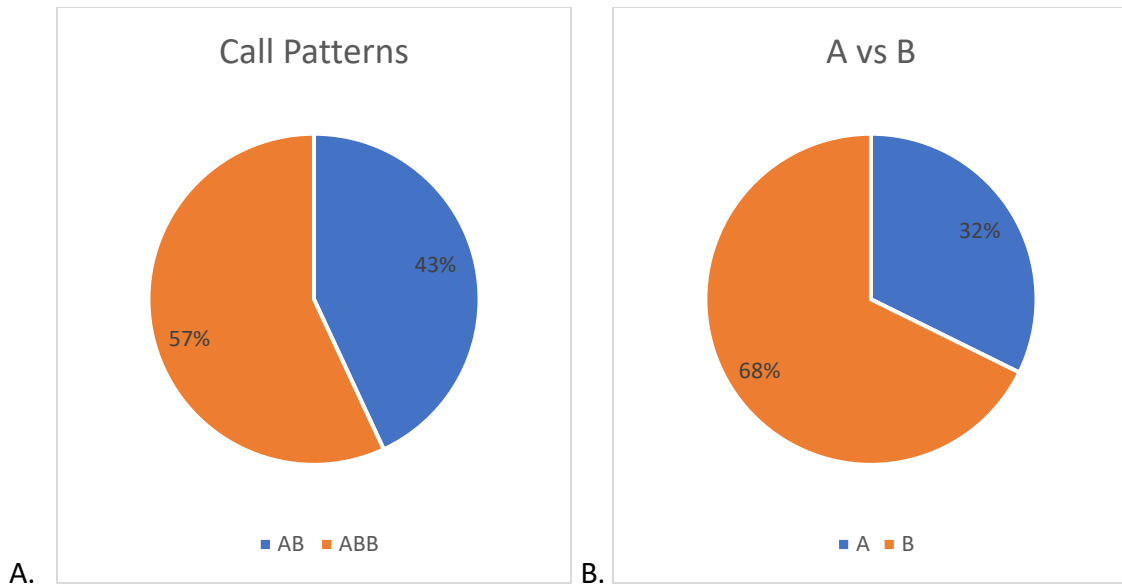 Call Patterns
43%
57%
AB ABB
A.
A vs B
32%
68%
A B
B.